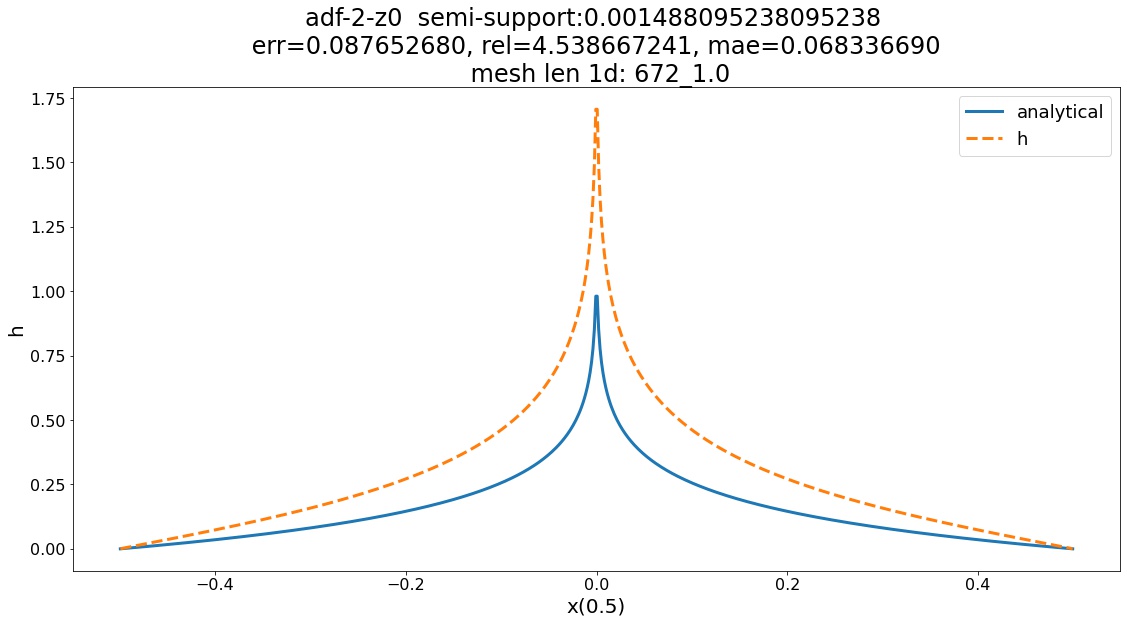 adf-2-z0  semi-support:0.001488095238095238
err=0.087652680, rel=4.538667241, mae=0.068336690
mesh len 1d: 672_1.0
analytical
h
1.75
1.50
1.25
1.00
0.75
0.50
0.25
0.00
h
−0.4
−0.2
0.0
0.2
0.4
x(0.5)